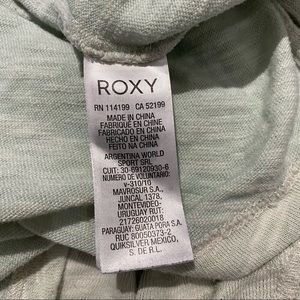 ROXY
RN 114199 CA 52199
MADE IN CHINA
FABRIQUÉ EN CHINE
FABRICADO EN CHINA
HECHO EN CHINA
FEITO NA CHINA
ARGENTINA WORLD
SPORT SRL
CUIT: 30-69120930-6
NUMERO DE VOLUNTARIO:
v-310/10
MAVROSUR S.A.,
JUNCAL 1378,
MONTEVIDEO-
URUGUAY RUT:
217260200018
PARAGUAY: GUATA PORA S.A.
RUC 80050373-2
QUIKSILVER MEXICO,
S. DE R.L.